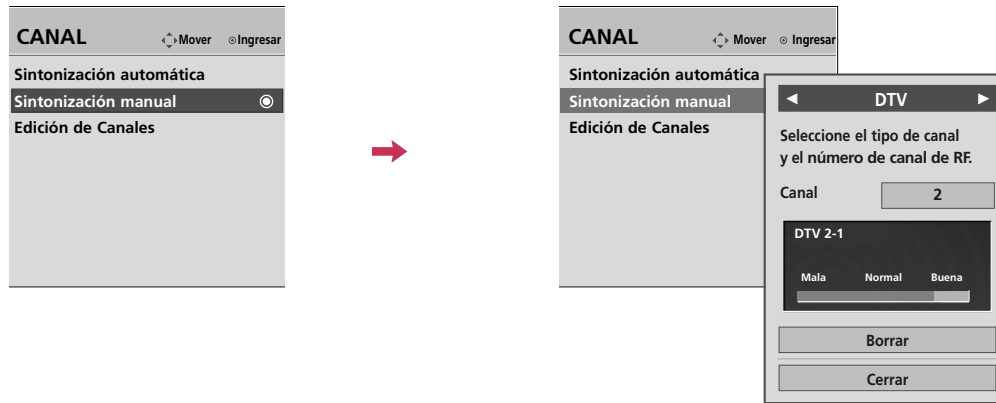 CANAL Mover Ingresar
Sintonización automática
Sintonización manual
Edición de Canales
CANAL Mover Ingresar
Sintonización automática
Sintonización manual
Edición de Canales
DTV
Seleccione el tipo de canal
y el número de canal de RF.
Canal 2
DTV 2-1
Mala Normal Buena
Borrar
Cerrar